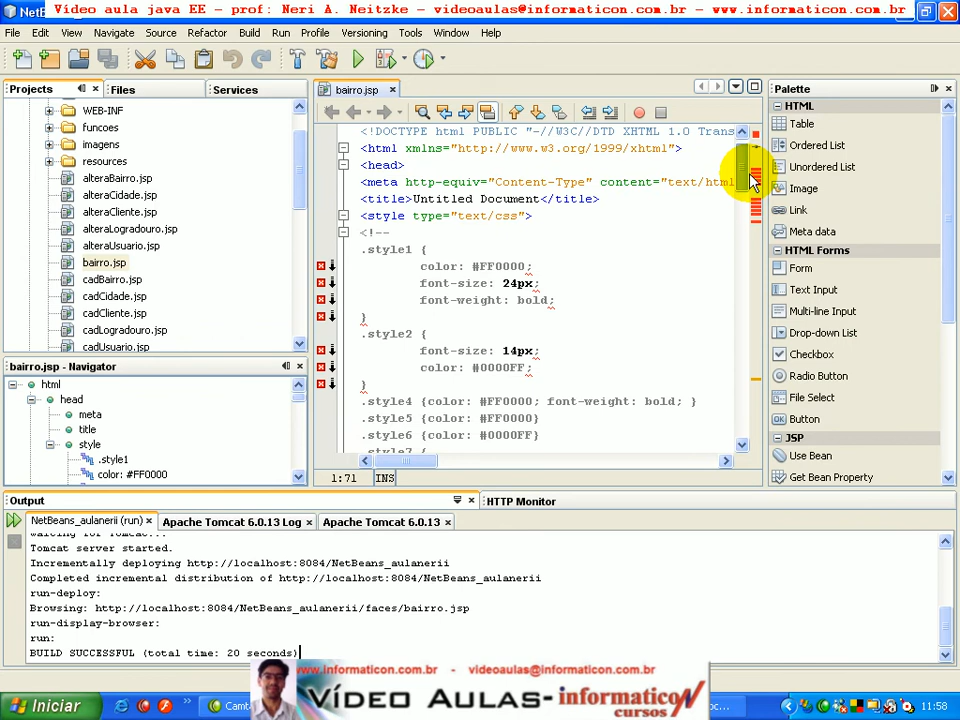 Vídeo aula java EE – prof: Neri A. Neitzke – videoaulas@informaticon.com.br – www.informaticon.com.br
File Edit View Navigate Source Refactor Build Run Profile Versioning Tools Window Help
Projects Files Services
WEB-INF
funcoes
imagens
resources
alteraBairro.jsp
alteraCidade.jsp
alteraCliente.jsp
alteraLogradouro.jsp
alteraUsuario.jsp
bairro.jsp
cadBairro.jsp
cadCidade.jsp
cadCliente.jsp
cadLogradouro.jsp
cadUsuario.jsp
bairro.jsp - Navigator
html
head
meta
title
style
.style1
color: #FF0000
bairro.jsp
<!DOCTYPE html PUBLIC "-//W3C//DTD XHTML 1.0 Trans
<html xmlns="http://www.w3.org/1999/xhtml">
<head>
<meta http-equiv="Content-Type" content="text/html
<title>Untitled Document</title>
<style type="text/css">
<!--
.style1 {
color: #FF0000;
font-size: 24px;
font-weight: bold;
}
.style2 {
font-size: 14px;
color: #0000FF;
}
.style4 {color: #FF0000; font-weight: bold; }
.style5 {color: #FF0000}
.style6 {color: #0000FF}
.style7 {
1:71 INS
Palette
HTML
Table
Ordered List
Unordered List
Image
Link
Meta data
HTML Forms
Form
Text Input
Multi-line Input
Drop-down List
Checkbox
Radio Button
File Select
Button
JSP
Use Bean
Get Bean Property
Output HTTP Monitor
NetBeans_aulanerii (run) Apache Tomcat 6.0.13 Log Apache Tomcat 6.0.13
Waiting for Tomcat...
Tomcat server started.
Incrementally deploying http://localhost:8084/NetBeans_aulanerii
Completed incremental distribution of http://localhost:8084/NetBeans_aulanerii
run-deploy:
Browsing: http://localhost:8084/NetBeans_aulanerii/faces/bairro.jsp
run-display-browser:
run:
BUILD SUCCESSFUL (total time: 20 seconds)
www.informaticon.com.br - videoaulas@informaticon.com.br
VÍDEO AULAS-informaticon
cursos
Iniciar
11:58